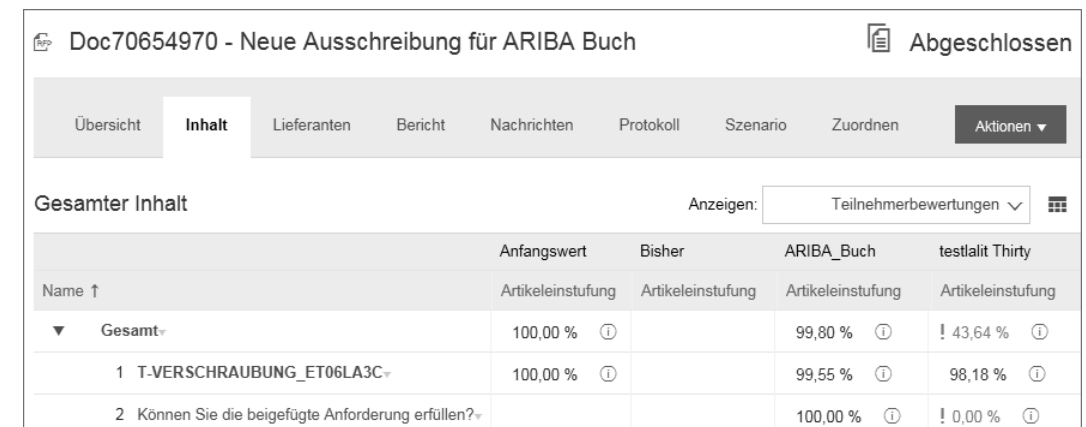 RFP Doc70654970 - Neue Ausschreibung für ARIBA Buch Abgeschlossen
Übersicht Inhalt Lieferanten Bericht Nachrichten Protokoll Szenario Zuordnen Aktionen ▼
Gesamter Inhalt Anzeigen: Teilnehmerbewertungen
Anfangswert Bisher ARIBA_Buch testlalit Thirty
Name ↑ Artikeleinstufung Artikeleinstufung Artikeleinstufung Artikeleinstufung
▼ Gesamt 100,00 % 99,80 % ! 43,64 %
1 T-VERSCHRAUBUNG_ET06LA3C 100,00 % 99,55 % 98,18 %
2 Können Sie die beigefügte Anforderung erfüllen? 100,00 % ! 0,00 %